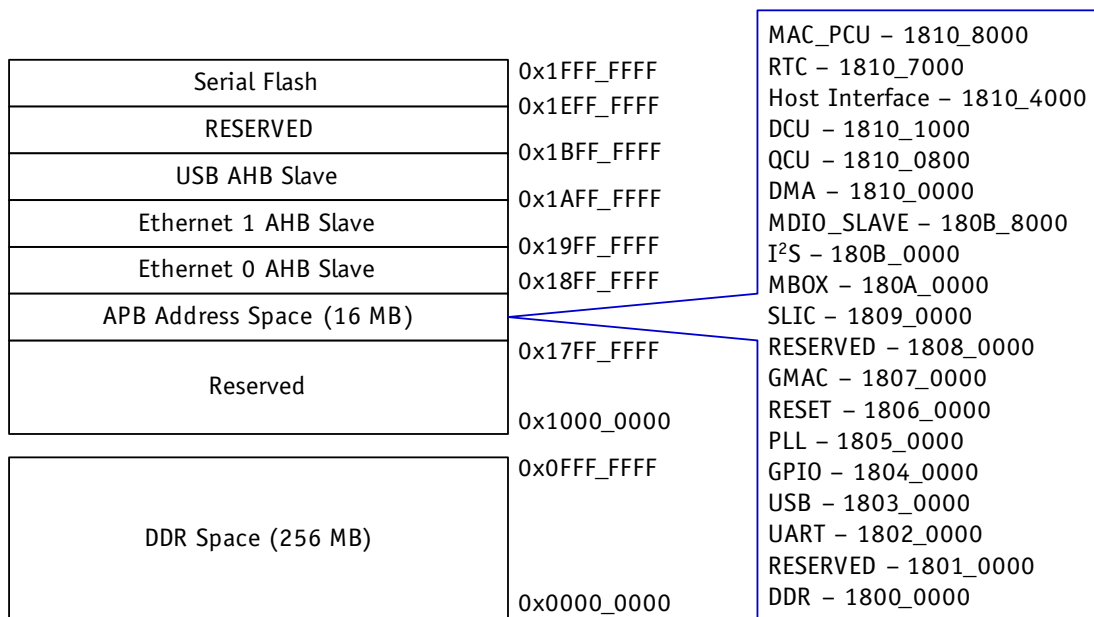 Serial Flash
RESERVED
USB AHB Slave
Ethernet 1 AHB Slave
Ethernet 0 AHB Slave
APB Address Space (16 MB)
Reserved
DDR Space (256 MB)
0x1FFF_FFFF
0x1EFF_FFFF
0x1BFF_FFFF
0x1AFF_FFFF
0x19FF_FFFF
0x18FF_FFFF
0x17FF_FFFF
0x1000_0000
0x0FFF_FFFF
0x0000_0000
MAC_PCU – 1810_8000
RTC – 1810_7000
Host Interface – 1810_4000
DCU – 1810_1000
QCU – 1810_0800
DMA – 1810_0000
MDIO_SLAVE – 180B_8000
I²S – 180B_0000
MBOX – 180A_0000
SLIC – 1809_0000
RESERVED – 1808_0000
GMAC – 1807_0000
RESET – 1806_0000
PLL – 1805_0000
GPIO – 1804_0000
USB – 1803_0000
UART – 1802_0000
RESERVED – 1801_0000
DDR – 1800_0000